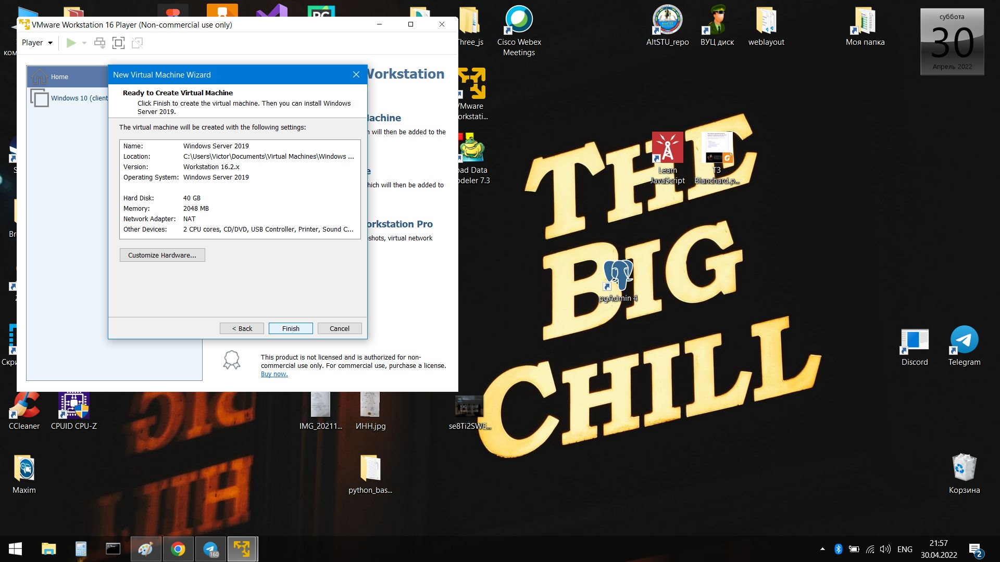 VMware Workstation 16 Player (Non-commercial use only)
Player
Home
Windows 10 (client
New Virtual Machine Wizard
Ready to Create Virtual Machine
Click Finish to create the virtual machine. Then you can install Windows
Server 2019.
The virtual machine will be created with the following settings:
Name: Windows Server 2019
Location: C:\Users\Victor\Documents\Virtual Machines\Windows ...
Version: Workstation 16.2.x
Operating System: Windows Server 2019
Hard Disk: 40 GB
Memory: 2048 MB
Network Adapter: NAT
Other Devices: 2 CPU cores, CD/DVD, USB Controller, Printer, Sound C...
Customize Hardware...
< Back
Finish
Cancel
Workstation
will then be added to the
hich will then be added to
orkstation Pro
shots, virtual network
This product is not licensed and is authorized for non-
commercial use only. For commercial use, purchase a license.
Buy now.
PC
hree_js
Cisco Webex
Meetings
AltSTU_repo
ВУЦ диск
weblayout
Моя папка
суббота
30
Апрель 2022
VMware
orkstati...
oad Data
odeler 7.3
Learn
JavaScript
T3
Blanchard.p...
THE
BIG
CHILL
pgAdmin 4
Discord
Telegram
Корзина
ком
Br
Скри
CCleaner
CPUID CPU-Z
IMG_20211...
ИНН.jpg
se8Ti2SWE...
Maxim
python_bas...
160
ENG
21:57
30.04.2022
2